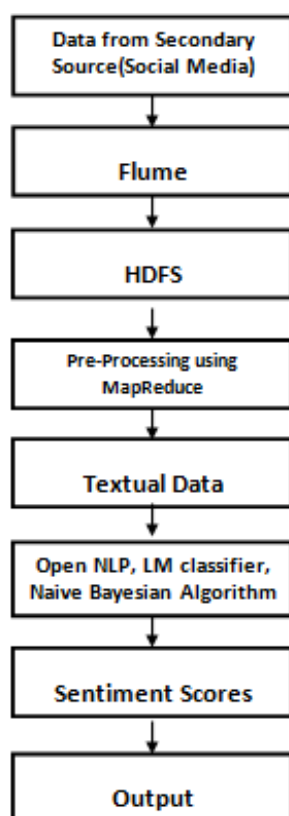 Data from Secondary
Source(Social Media)
Flume
HDFS
Pre-Processing using
MapReduce
Textual Data
Open NLP, LM classifier,
Naive Bayesian Algorithm
Sentiment Scores
Output